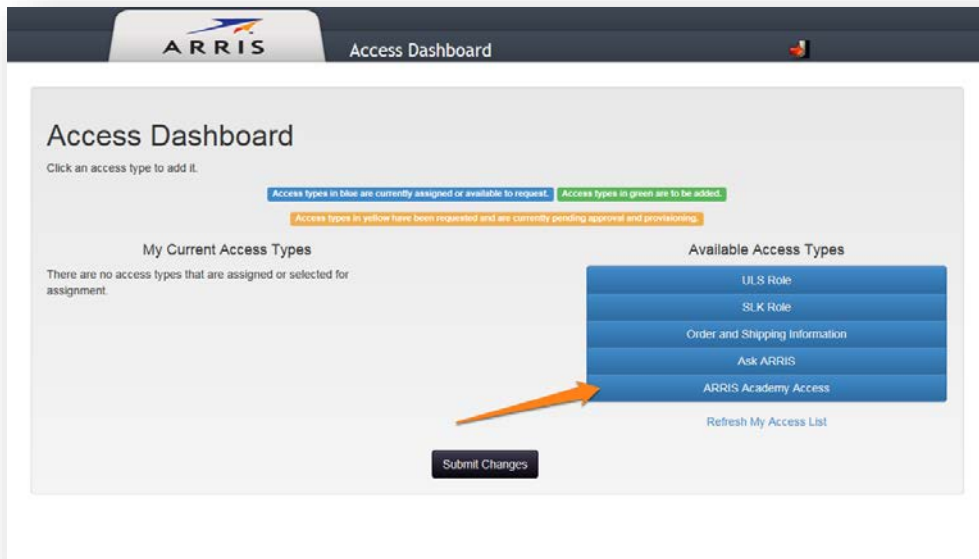 ARRIS
Access Dashboard
Access Dashboard
Click an access type to add it.
Access types in blue are currently assigned or available to request.
Access types in green are to be added.
Access types in yellow have been requested and are currently pending approval and provisioning.
My Current Access Types
There are no access types that are assigned or selected for
assignment.
Available Access Types
ULS Role
SLK Role
Order and Shipping Information
Ask ARRIS
ARRIS Academy Access
Refresh My Access List
Submit Changes